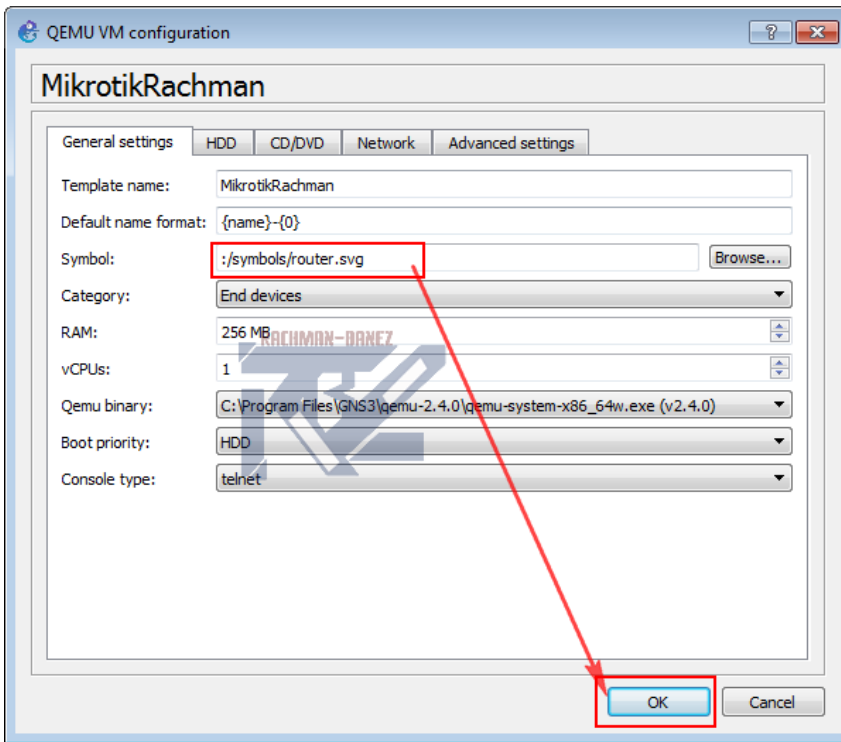 QEMU VM configuration
MikrotikRachman
General settings HDD CD/DVD Network Advanced settings
Template name: MikrotikRachman
Default name format: {name}-{0}
Symbol: :/symbols/router.svg Browse...
Category: End devices
RAM: 256 MB
RACHMAN-DANEZ
vCPUs: 1
Qemu binary: C:\Program Files\GNS3\qemu-2.4.0\qemu-system-x86_64w.exe (v2.4.0)
Boot priority: HDD
Console type: telnet
OK Cancel